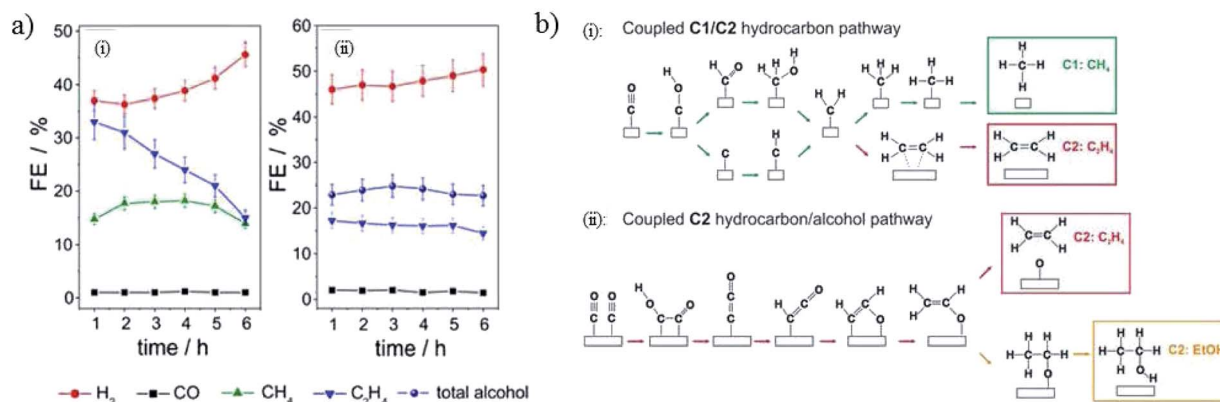 a)
(i)
FE / %
50
40
30
20
10
0
1 2 3 4 5 6
time / h
(ii)
FE / %
60
50
40
30
20
10
0
1 2 3 4 5 6
time / h
H₂ CO CH₄ C₂H₄ total alcohol
b)
(i): Coupled C1/C2 hydrocarbon pathway
O
C
H
O
C
H O
C
H
H O H
C
C
H
C
H H
C
H
H H
C
H
H C H
H
H
H C H
C1: CH₄
H H
C=C
H H
H H
C=C
H H
C2: C₂H₄
(ii): Coupled C2 hydrocarbon/alcohol pathway
O O
C C
H
O O
C C
O
C
C
O
C
H C
H
C
H C O
H H
C=C
H O
H H
C=C
H H
C2: C₂H₄
O
H H
H C C H
H O
H H
H C C H
H O
H
C2: EtOH